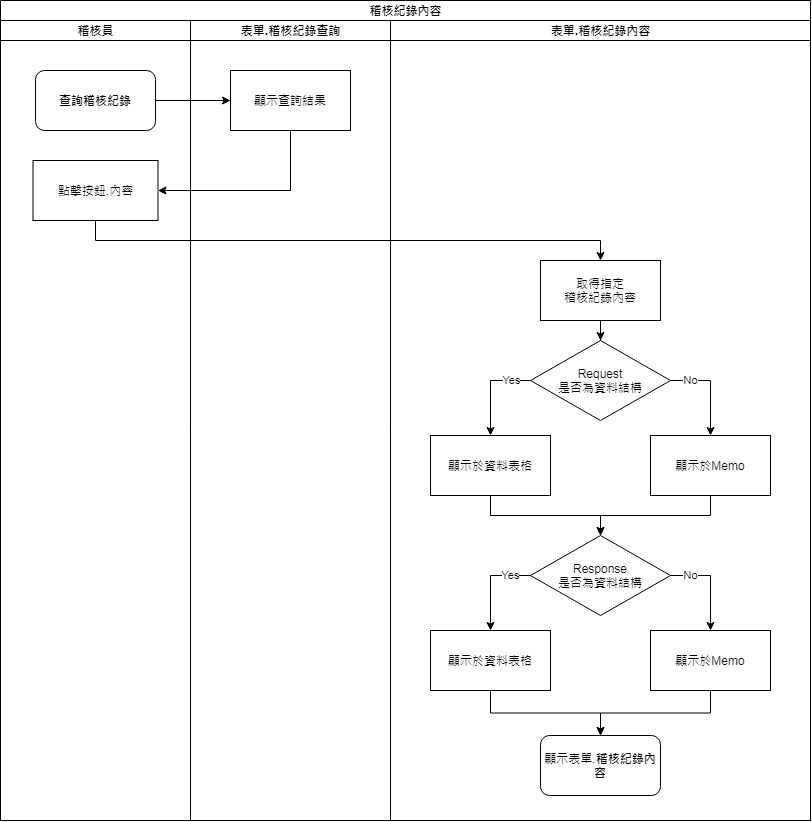 稽核紀錄內容
稽核員
表單.稽核紀錄查詢
表單.稽核紀錄內容
查詢稽核紀錄
顯示查詢結果
點擊按鈕.內容
取得指定
稽核紀錄內容
Request
是否為資料結構
Yes
No
顯示於資料表格
顯示於Memo
Response
是否為資料結構
Yes
No
顯示於資料表格
顯示於Memo
顯示表單.稽核紀錄內
容